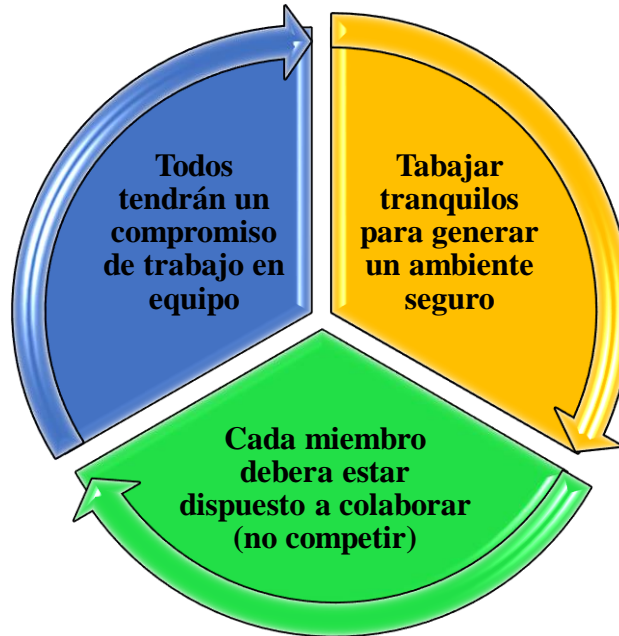 Todos
tendrán un
compromiso
de trabajo en
equipo
Tabajar
tranquilos
para generar
un ambiente
seguro
Cada miembro
debera estar
dispuesto a colaborar
(no competir)